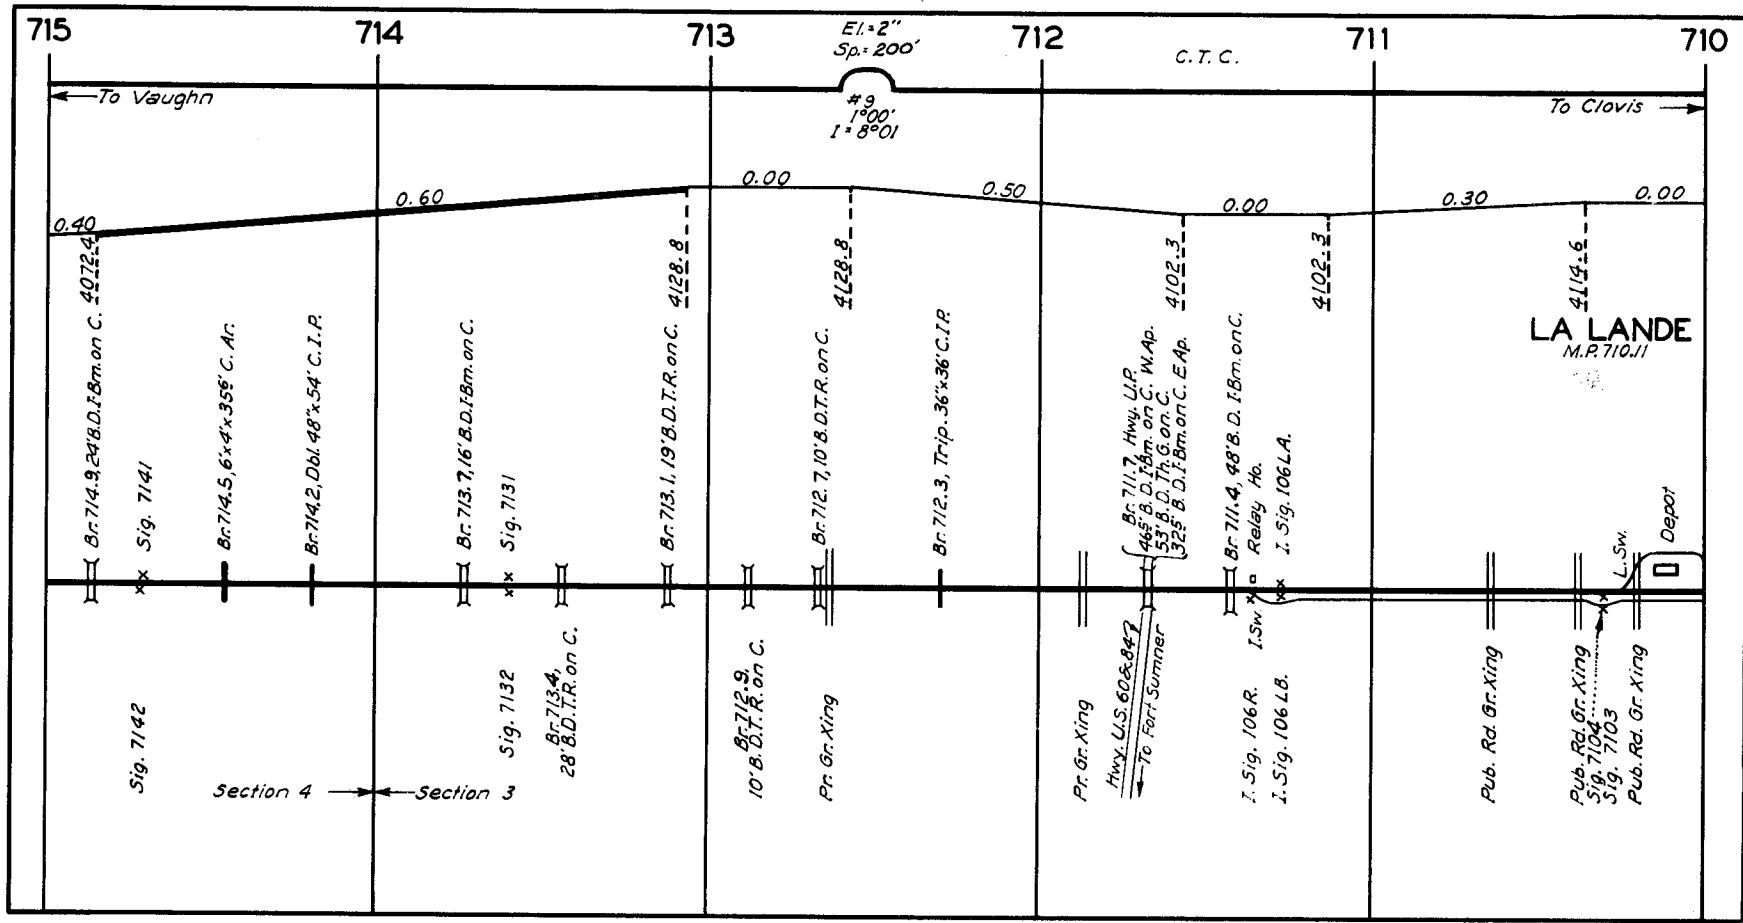 715
714
713
El.=2"
Sp.=200'
712
C.T.C.
711
710
To Vaughn
#9
1°00'
I=8°01
To Clovis
0.40
0.60
0.00
0.50
0.00
0.30
0.00
4072.4
4128.8
4128.8
4102.3
4102.3
4114.6
LA LANDE
M.P. 710.11
Br. 714.9, 24' B.D.I-Bm. on C.
Sig. 7141
Br. 714.5, 6'x4'x35⁶' C. Ar.
Br. 714.2, Dbl. 48"x54' C.I.P.
Br. 713.7, 16' B.D.I-Bm. on C.
Sig. 7131
Br. 713.1, 19' B.D.T.R. on C.
Br. 712.7, 10' B.D.T.R. on C.
Br. 712.3, Trip. 36"x36' C.I.P.
Br. 711.7, Hwy. U.P.
46⁵' B.D. I-Bm. on C. W. Ap.
53' B.D. Th. G. on C.
32⁵' B.D. I-Bm. on C. E. Ap.
Br. 711.4, 48' B.D. I-Bm. on C.
Relay Ho.
I. Sig. 106 LA.
L. Sw.
Depot
Sig. 7142
Sig. 7132
Br. 713.4,
28' B.D.T.R. on C.
Br. 712.9,
10' B.D.T.R. on C.
Pr. Gr. Xing
Pr. Gr. Xing
Hwy. U.S. 60&84
To Fort Sumner
I. Sw.
I. Sig. 106R.
I. Sig. 106 LB.
Pub. Rd. Gr. Xing
Pub. Rd. Gr. Xing
Sig. 7104
Sig. 7103
Pub. Rd. Gr. Xing
Section 4
Section 3